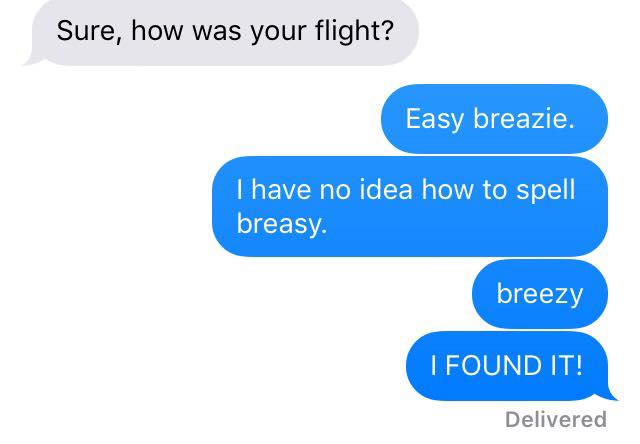 Sure, how was your flight?
Easy breazie.
I have no idea how to spell
breasy.
breezy
I FOUND IT!
Delivered